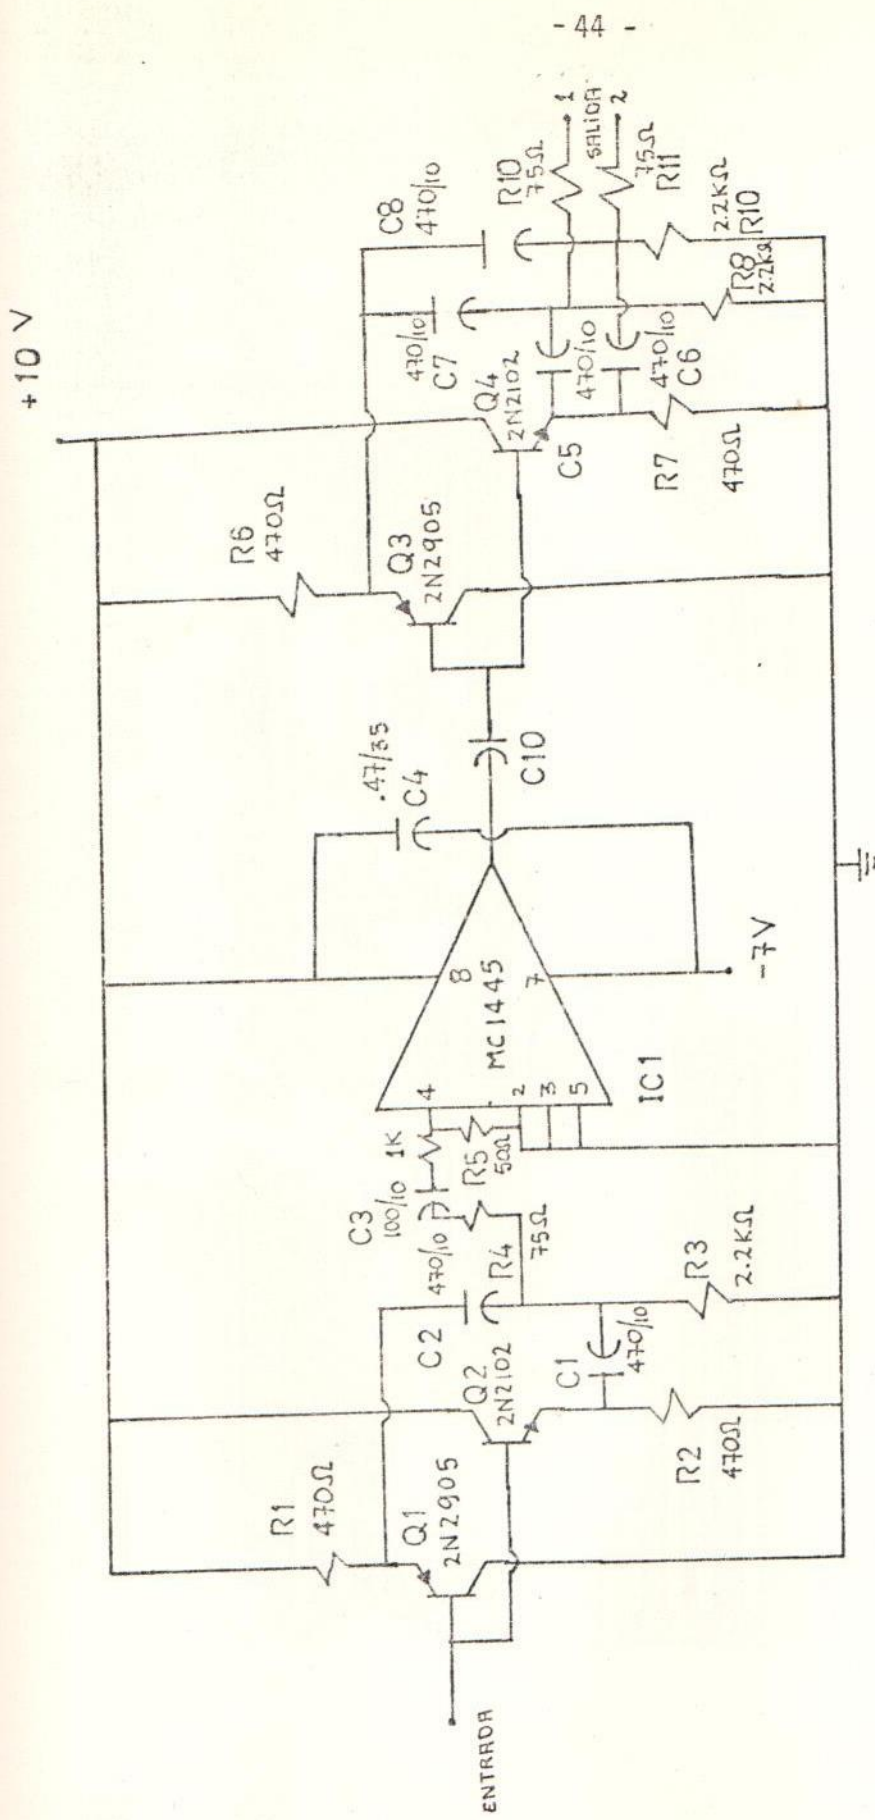 - 44 -
+10 V
R1
470Ω
Q1
2N2905
ENTRADA
Q2
2N2102
C2
470/10
C1
470/10
R2
470Ω
R3
2.2KΩ
R4
75Ω
C3
100/10
1K
R5
50Ω
4
2
3
5
8
7
MC1445
IC1
-7V
.47/35
C4
C10
R6
470Ω
Q3
2N2905
Q4
2N2102
C5
470/10
C6
470/10
C7
470/10
C8
470/10
R7
470Ω
R8
2.2KΩ
2.2KΩ
R10
R10
75Ω
1
SALIDA
2
75Ω
R11